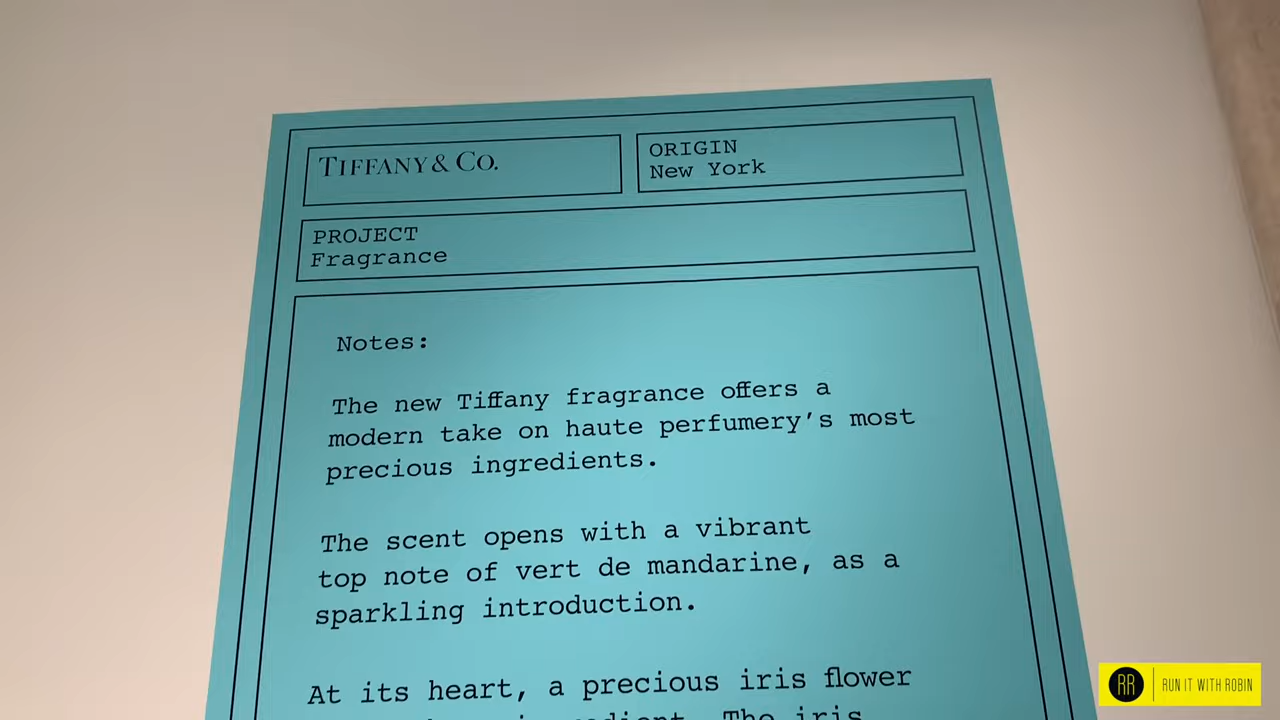 TIFFANY & CO.
ORIGIN
New York
PROJECT
Fragrance
Notes:
The new Tiffany fragrance offers a
modern take on haute perfumery's most
precious ingredients.
The scent opens with a vibrant
top note of vert de mandarine, as a
sparkling introduction.
At its heart, a precious iris flower
The iris
RR
RUN IT WITH ROBIN